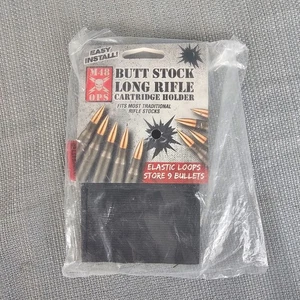 EASY
INSTALL!
M48
OPS
BUTT STOCK
LONG RIFLE
CARTRIDGE HOLDER
FITS MOST TRADITIONAL
RIFLE STOCKS
ELASTIC LOOPS
STORE 9 BULLETS